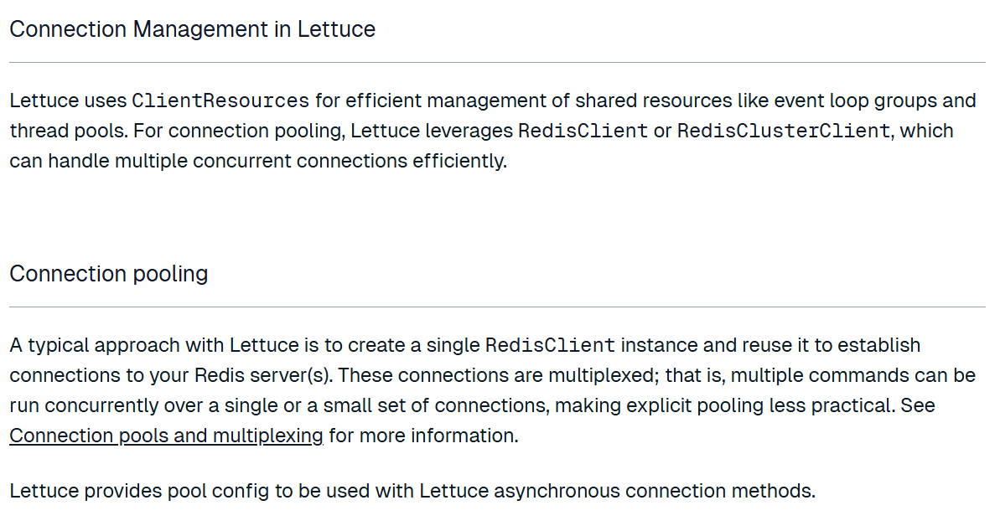 Connection Management in Lettuce
Lettuce uses ClientResources for efficient management of shared resources like event loop groups and
thread pools. For connection pooling, Lettuce leverages RedisClient or RedisClusterClient, which
can handle multiple concurrent connections efficiently.
Connection pooling
A typical approach with Lettuce is to create a single RedisClient instance and reuse it to establish
connections to your Redis server(s). These connections are multiplexed; that is, multiple commands can be
run concurrently over a single or a small set of connections, making explicit pooling less practical. See
Connection pools and multiplexing for more information.
Lettuce provides pool config to be used with Lettuce asynchronous connection methods.